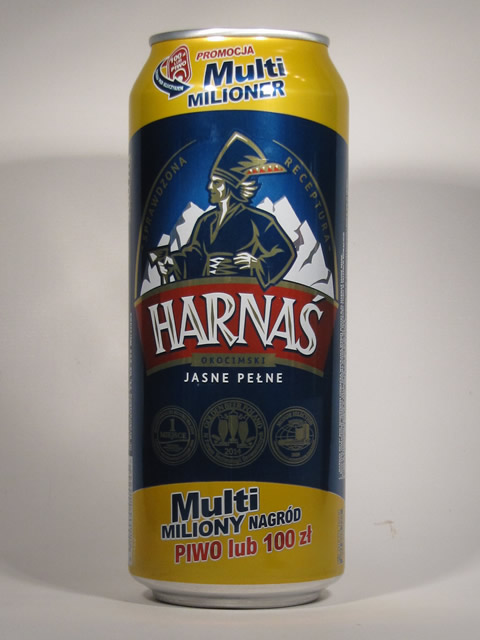 PROMOCJA
Multi
MILIONER
SPRAWDZONA RECEPTURA
HARNAŚ
OKOCIMSKI
JASNE PEŁNE
Multi
MILIONY NAGRÓD
PIWO lub 100 zł